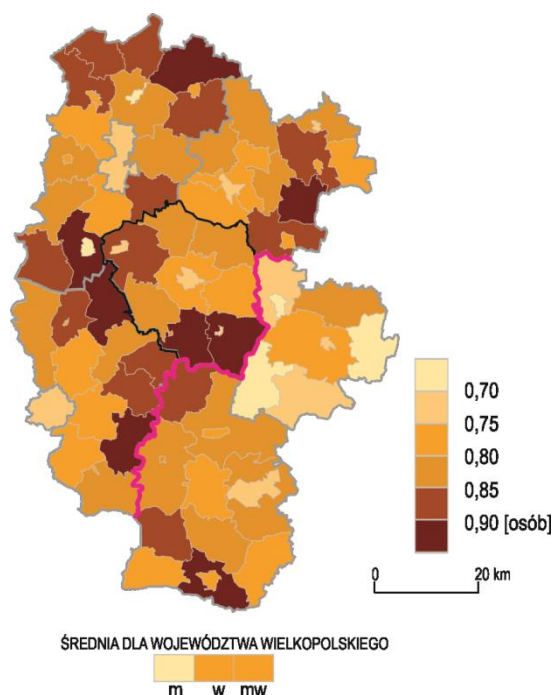 0,70
0,75
0,80
0,85
0,90 [osób]
0 20 km
ŚREDNIA DLA WOJEWÓDZTWA WIELKOPOLSKIEGO
m w mw